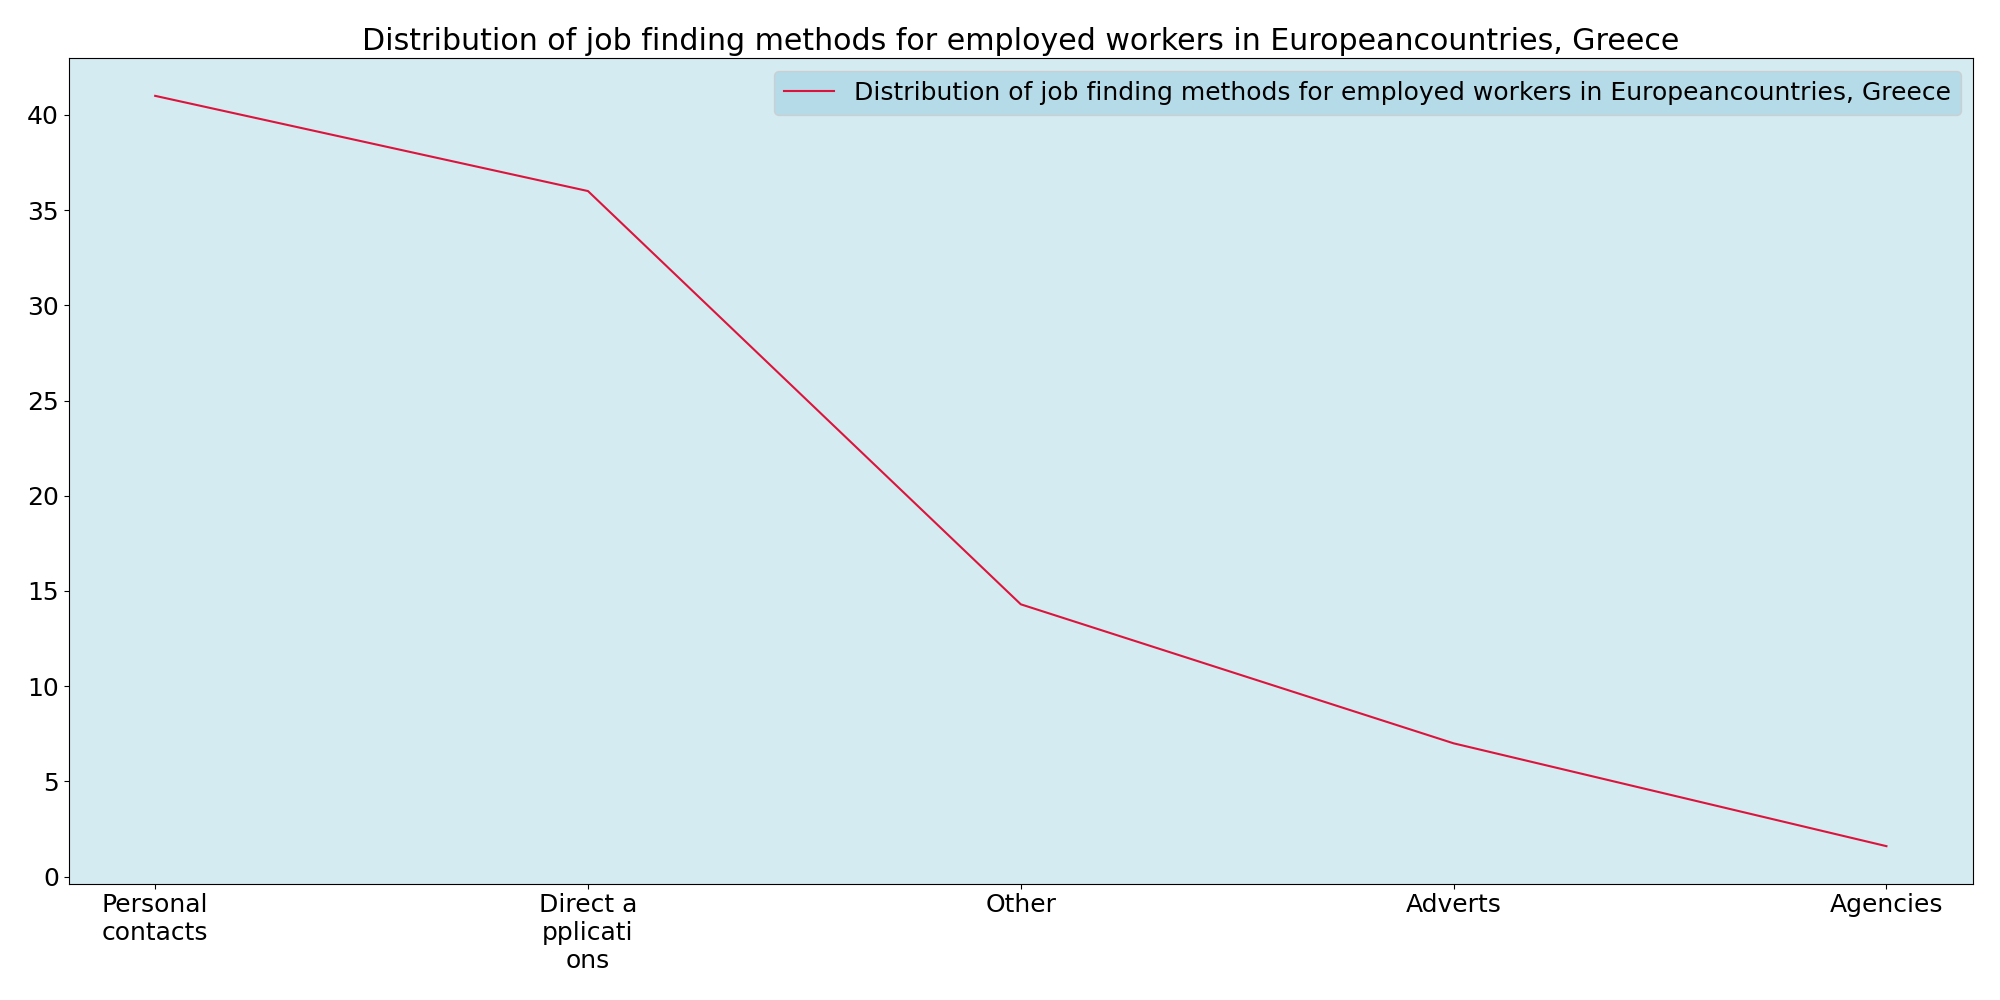 Distribution of job finding methods for employed workers in Europeancountries, Greece
Distribution of job finding methods for employed workers in Europeancountries, Greece
40
35
30
25
20
15
10
5
0
Personal
contacts
Direct a
pplicati
ons
Other
Adverts
Agencies